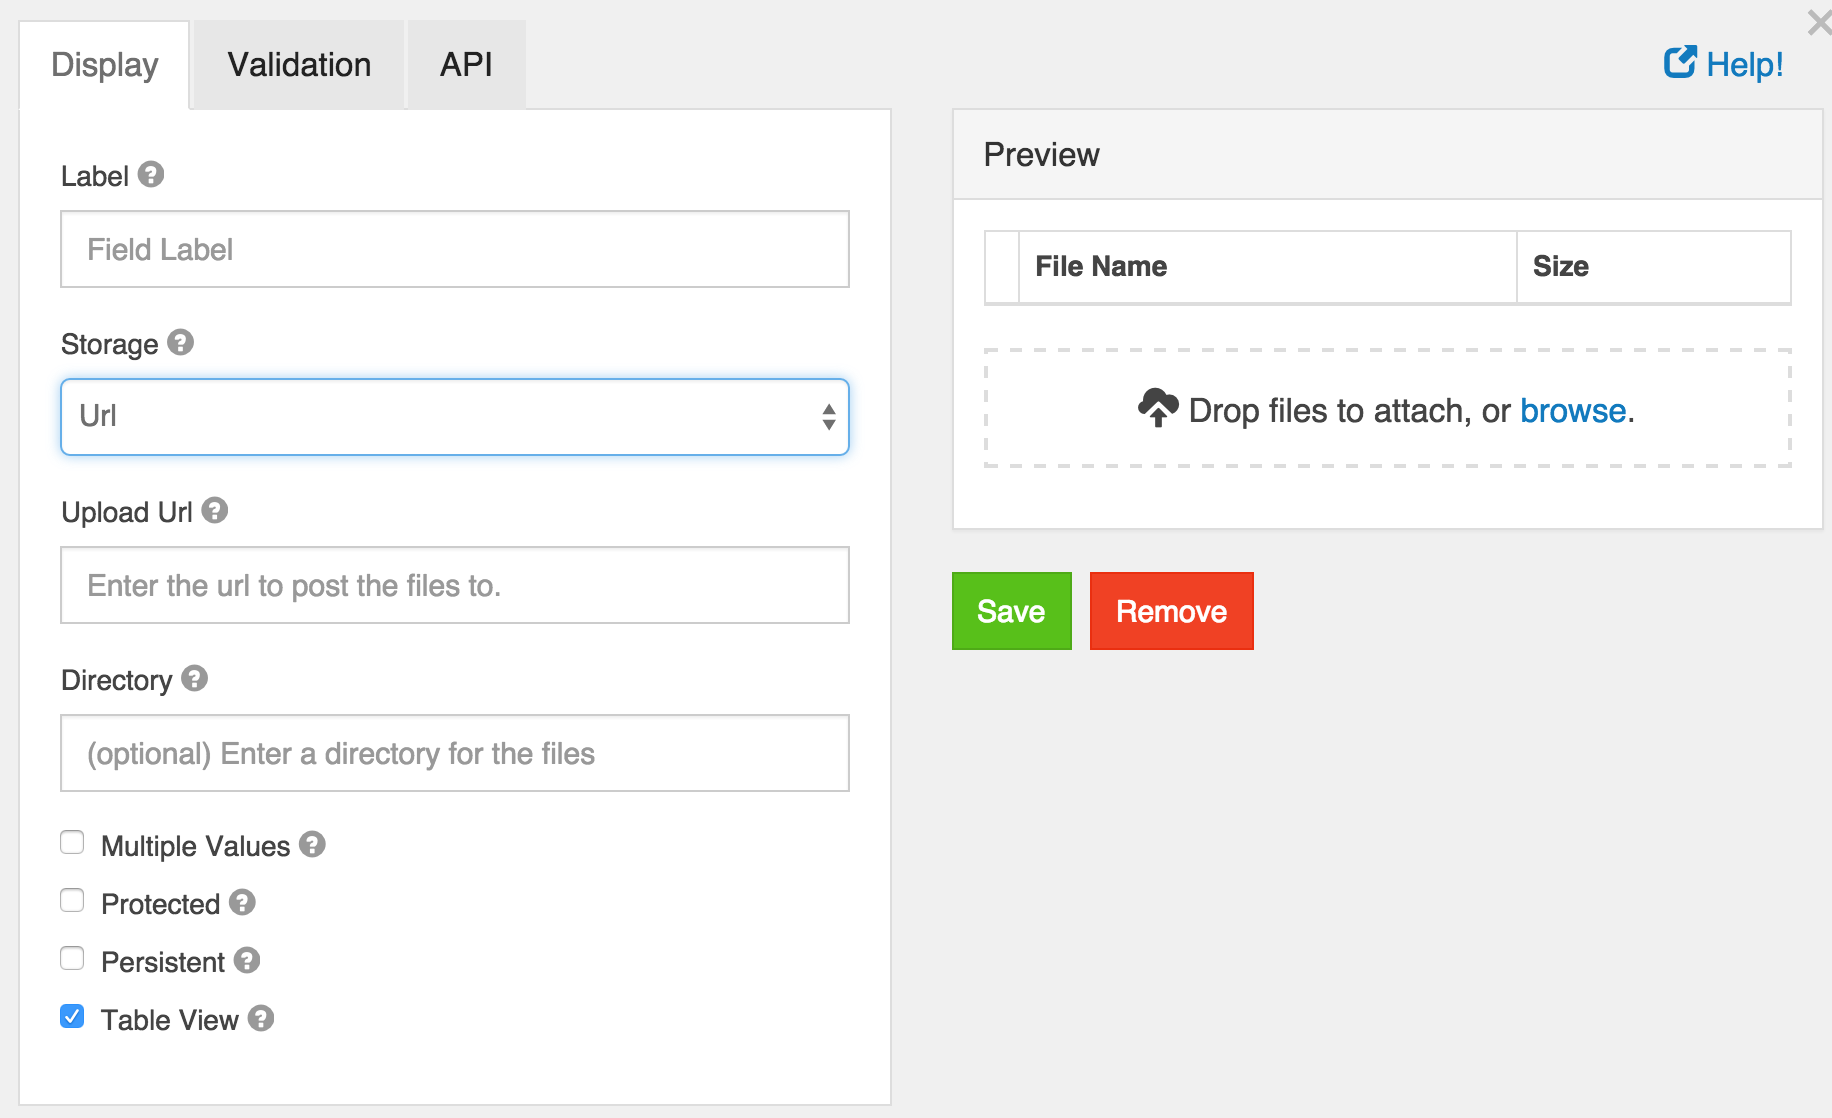 Display
Validation
API
Help!
Label
Field Label
Storage
Url
Upload Url
Enter the url to post the files to.
Directory
(optional) Enter a directory for the files
Multiple Values
Protected
Persistent
Table View
Preview
File Name
Size
Drop files to attach, or browse.
Save
Remove